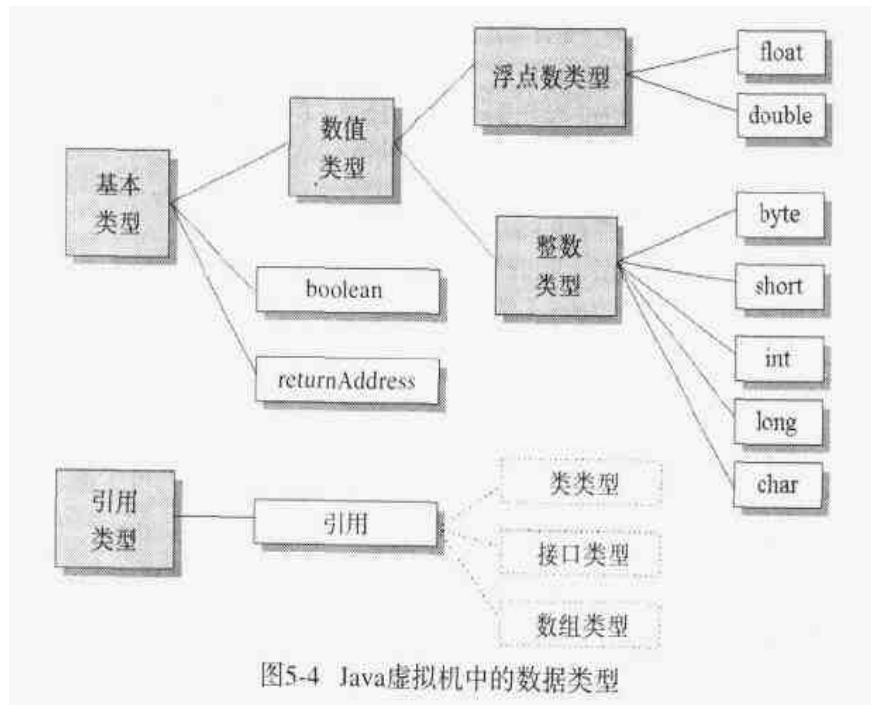 基本
类型
数值
类型
浮点数类型
float
double
整数
类型
byte
short
int
long
char
boolean
returnAddress
引用
类型
引用
类类型
接口类型
数组类型
图5-4 Java虚拟机中的数据类型